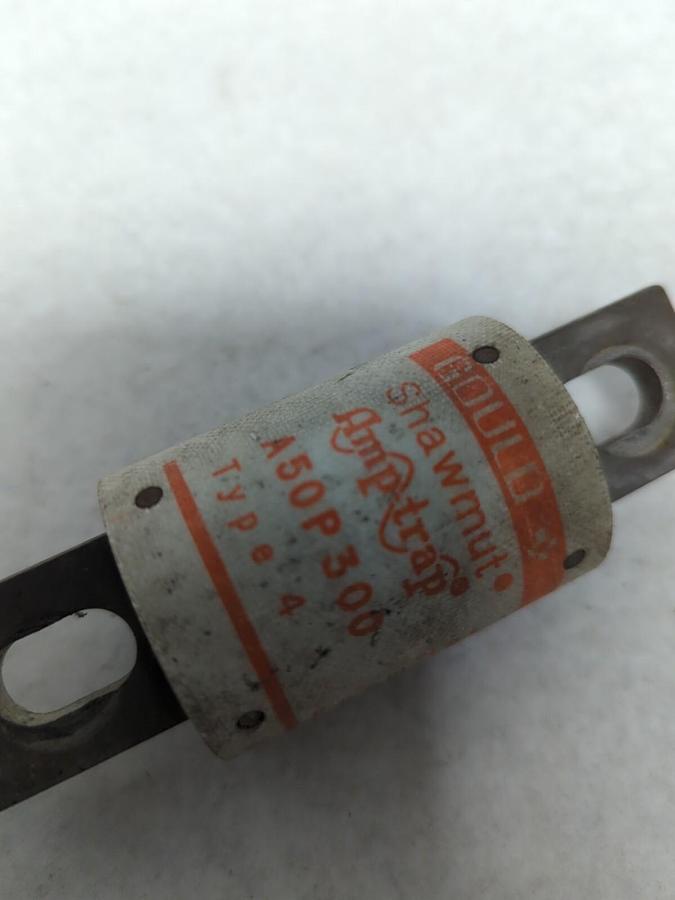 GOULD
Shawmut
Amp-trap
A50P300
Type 4